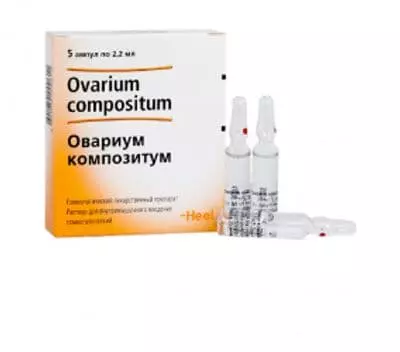 5 ампул по 2,2 мл
Ovarium
compositum
Овариум
композитум
Гомеопатический лекарственный препарат
Раствор для внутримышечного введения
гомеопатический
-Heel